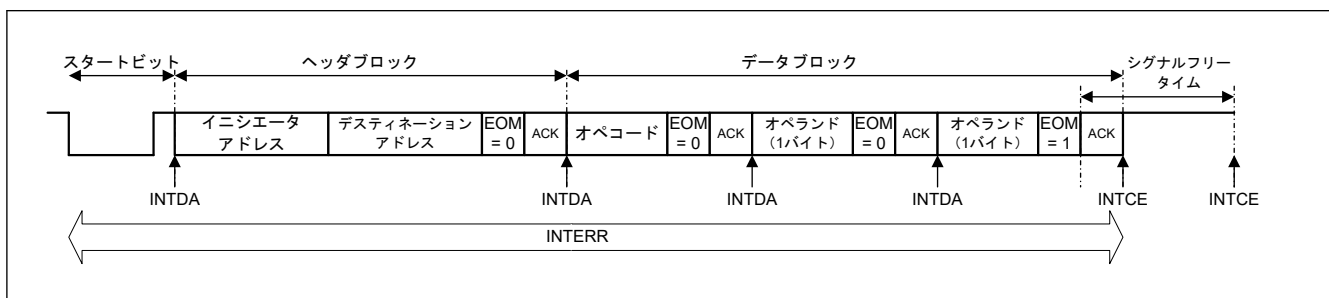 スタートビット
ヘッダブロック
データブロック
シグナルフリー
タイム
イニシエータ
アドレス
デスティネーション
アドレス
EOM
= 0
ACK
オペコード
EOM
= 0
ACK
オペランド
(1バイト)
EOM
= 0
ACK
オペランド
(1バイト)
EOM
= 1
ACK
INTDA
INTDA
INTDA
INTDA
INTCE
INTCE
INTERR